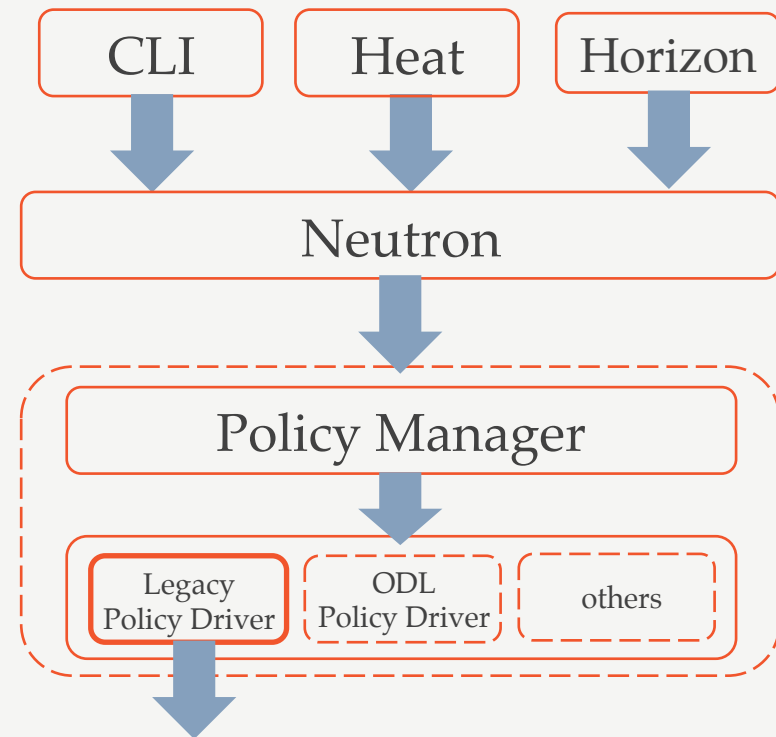 CLI
Heat
Horizon
Neutron
Policy Manager
Legacy
Policy Driver
ODL
Policy Driver
others